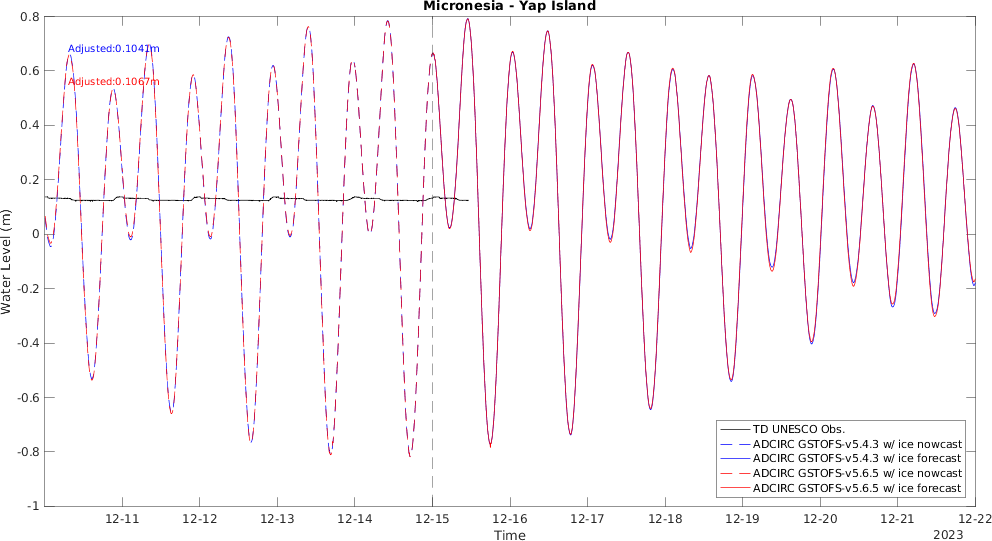 Micronesia - Yap Island
0.8
0.6
0.4
0.2
0
-0.2
-0.4
-0.6
-0.8
-1
Water Level (m)
Adjusted:0.1041m
Adjusted:0.1067m
TD UNESCO Obs.
ADCIRC GSTOFS-v5.4.3 w/ ice nowcast
ADCIRC GSTOFS-v5.4.3 w/ ice forecast
ADCIRC GSTOFS-v5.6.5 w/ ice nowcast
ADCIRC GSTOFS-v5.6.5 w/ ice forecast
12-11 12-12 12-13 12-14 12-15 12-16 12-17 12-18 12-19 12-20 12-21 12-22
Time
2023